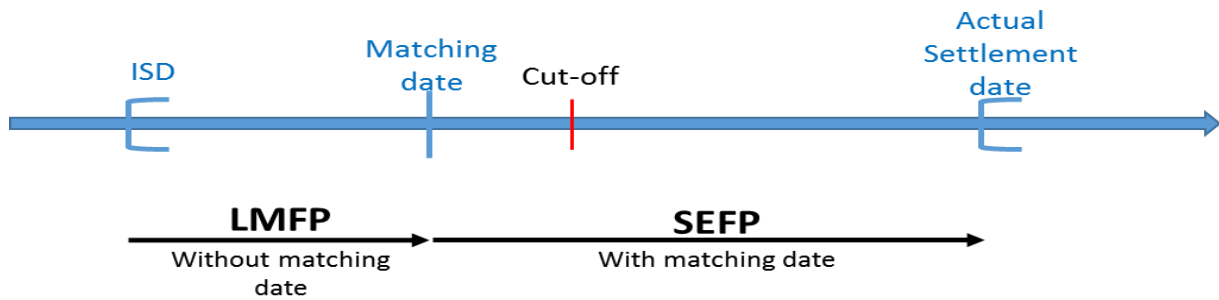 ISD
Matching
date
Cut-off
Actual
Settlement
date
LMFP
Without matching
date
SEFP
With matching date